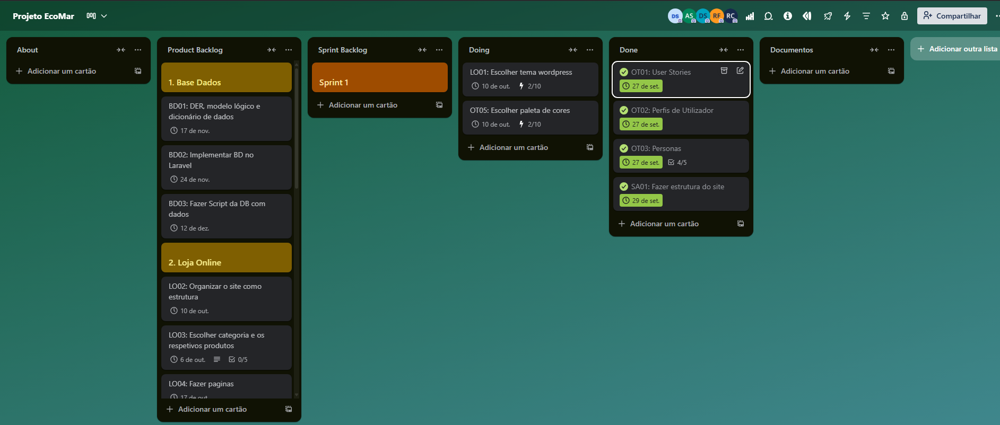 Projeto EcoMar
DS AS DS RF RC
Compartilhar
About
Adicionar um cartão
Product Backlog
1. Base Dados
BD01: DER, modelo lógico e
dicionário de dados
17 de nov.
BD02: Implementar BD no
Laravel
24 de nov.
BD03: Fazer Script da DB com
dados
12 de dez.
2. Loja Online
LO02: Organizar o site como
estrutura
10 de out.
LO03: Escolher categoria e os
respetivos produtos
6 de out. 0/5
LO04: Fazer paginas
17 de out.
Adicionar um cartão
Sprint Backlog
Sprint 1
Adicionar um cartão
Doing
LO01: Escolher tema wordpress
10 de out. 2/10
OT05: Escolher paleta de cores
10 de out. 2/10
Adicionar um cartão
Done
OT01: User Stories
27 de set.
OT02: Perfis de Utilizador
27 de set.
OT03: Personas
27 de set. 4/5
SA01: Fazer estrutura do site
29 de set.
Adicionar um cartão
Documentos
Adicionar um cartão
Adicionar outra lista